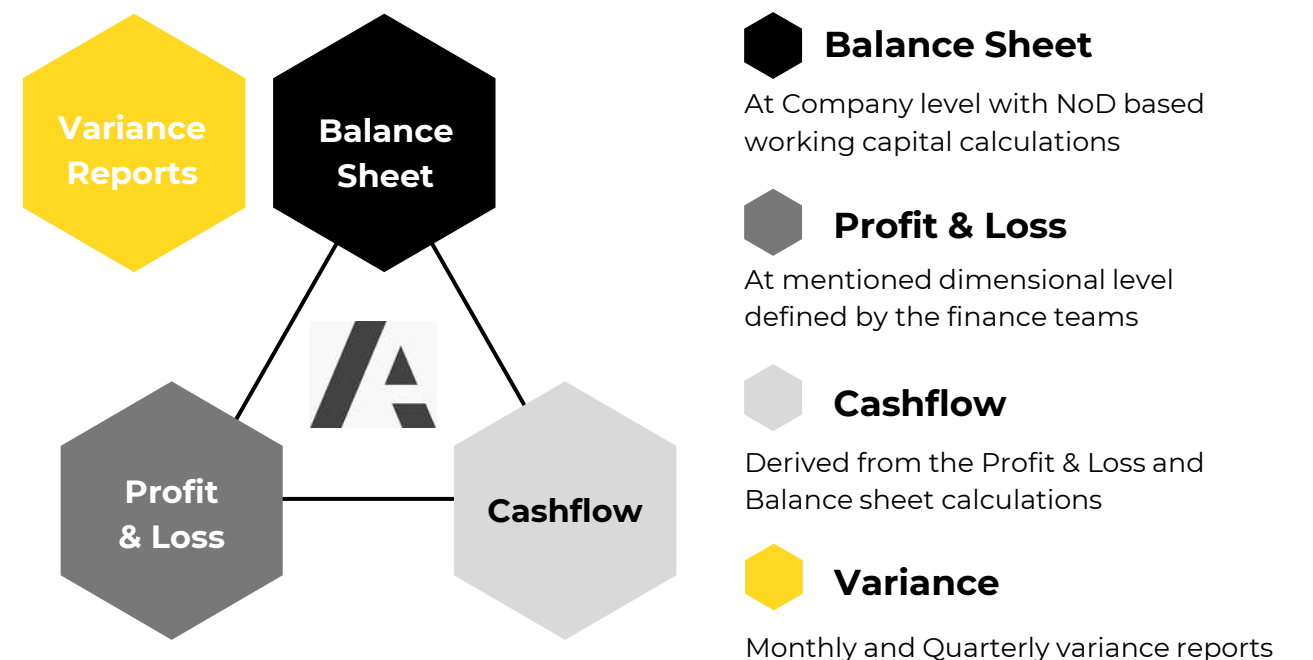 Variance
Reports
Balance
Sheet
Profit
& Loss
Cashflow
Balance Sheet
At Company level with NoD based
working capital calculations
Profit & Loss
At mentioned dimensional level
defined by the finance teams
Cashflow
Derived from the Profit & Loss and
Balance sheet calculations
Variance
Monthly and Quarterly variance reports